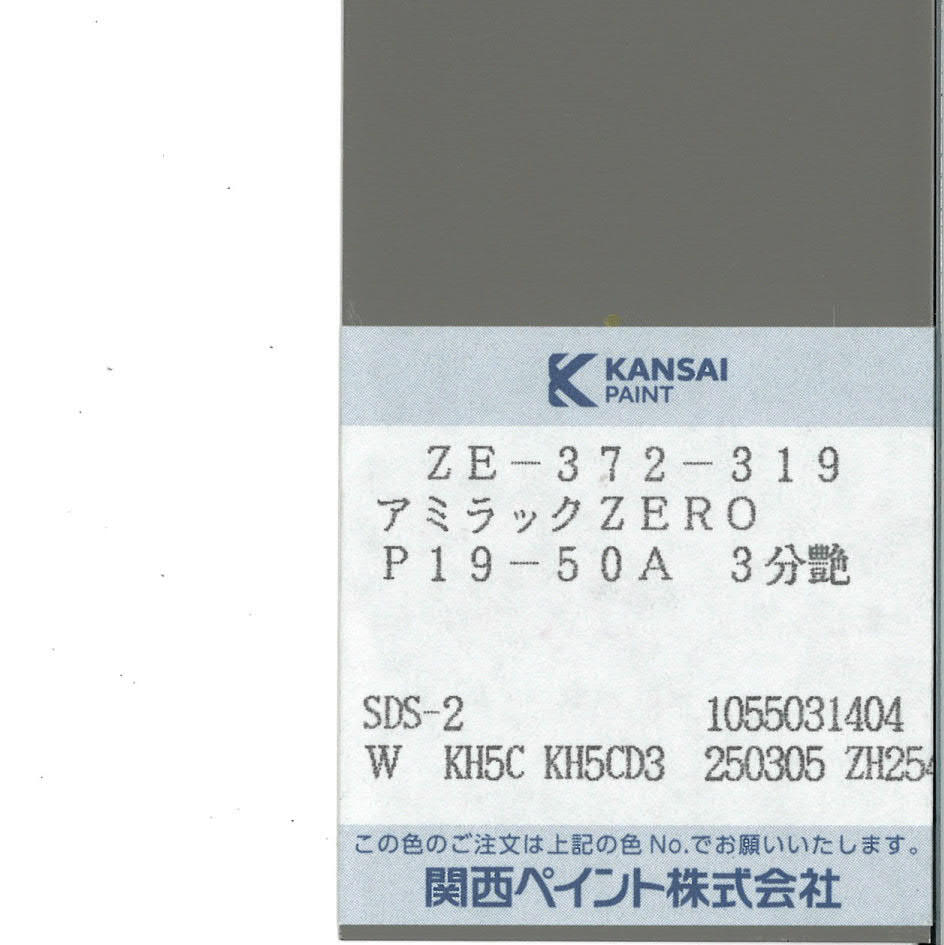 KANSAI
PAINT
ZE-372-319
アミラックZERO
P19-50A 3分艶
SDS-2 1055031404
W KH5C KH5CD3 250305 ZH254
この色のご注文は上記の色No.でお願いいたします。
関西ペイント株式会社